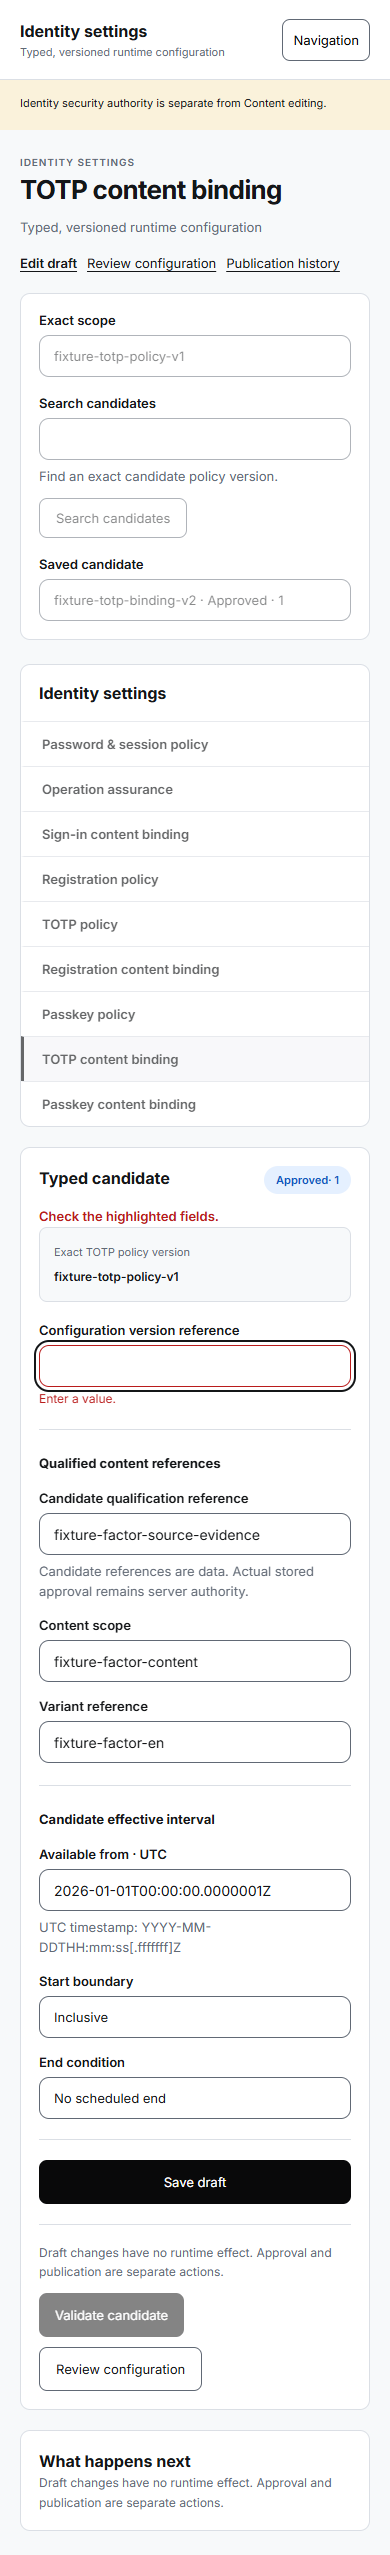 Identity settings
Typed, versioned runtime configuration
Navigation
Identity security authority is separate from Content editing.
IDENTITY SETTINGS
TOTP content binding
Typed, versioned runtime configuration
Edit draft Review configuration Publication history
Exact scope
fixture-totp-policy-v1
Search candidates
Find an exact candidate policy version.
Search candidates
Saved candidate
fixture-totp-binding-v2 · Approved · 1
Identity settings
Password & session policy
Operation assurance
Sign-in content binding
Registration policy
TOTP policy
Registration content binding
Passkey policy
TOTP content binding
Passkey content binding
Typed candidate
Approved· 1
Check the highlighted fields.
Exact TOTP policy version
fixture-totp-policy-v1
Configuration version reference
Enter a value.
Qualified content references
Candidate qualification reference
fixture-factor-source-evidence
Candidate references are data. Actual stored
approval remains server authority.
Content scope
fixture-factor-content
Variant reference
fixture-factor-en
Candidate effective interval
Available from · UTC
2026-01-01T00:00:00.0000001Z
UTC timestamp: YYYY-MM-
DDTHH:mm:ss[.fffffff]Z
Start boundary
Inclusive
End condition
No scheduled end
Save draft
Draft changes have no runtime effect. Approval and
publication are separate actions.
Validate candidate
Review configuration
What happens next
Draft changes have no runtime effect. Approval and
publication are separate actions.